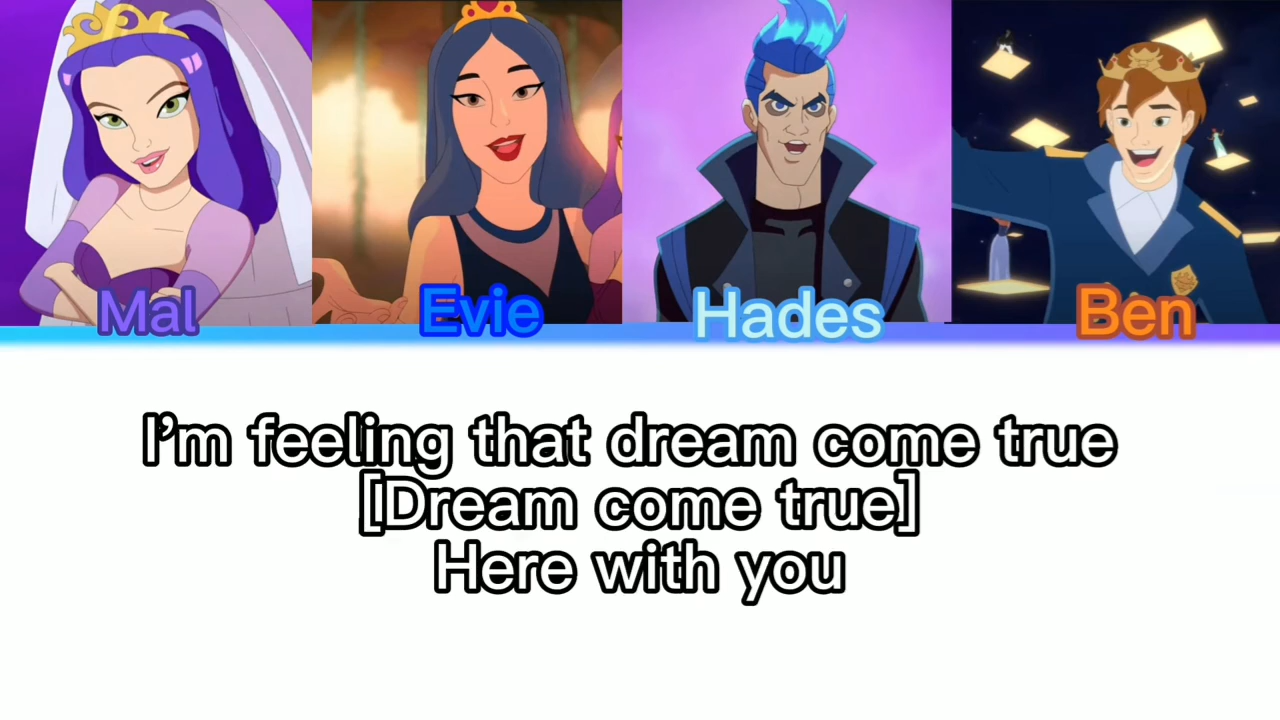 Mal
Evie
Hades
Ben
I’m feeling that dream come true
[Dream come true]
Here with you